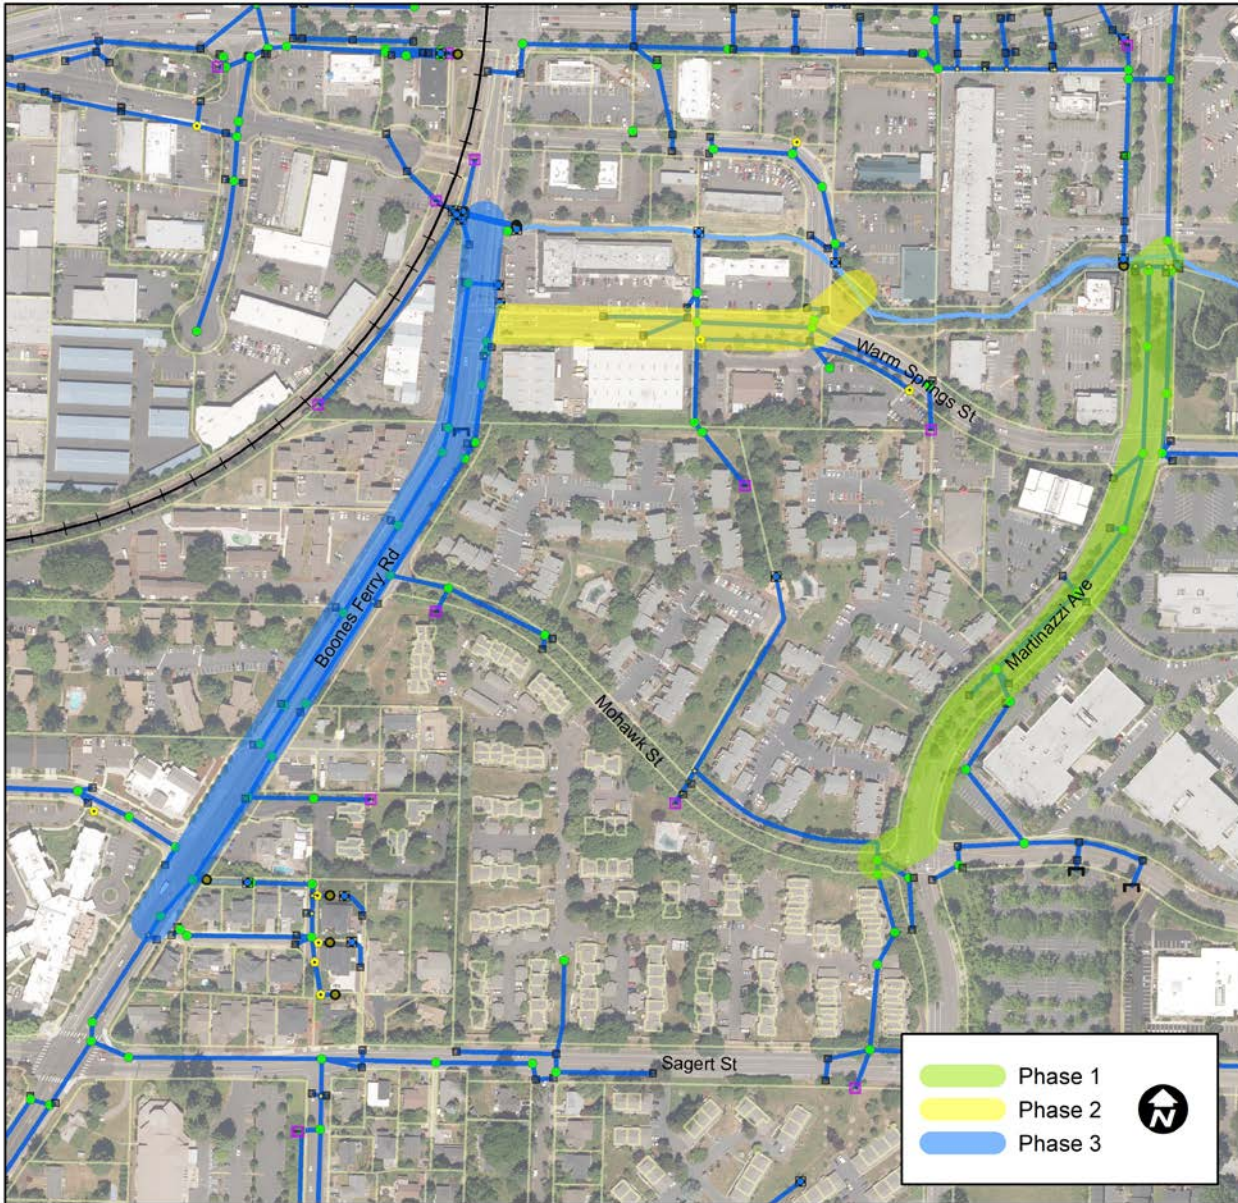 Warm Springs St
Boones Ferry Rd
Martinazzi Ave
Mohawk St
Sagert St
Phase 1
Phase 2
Phase 3
N